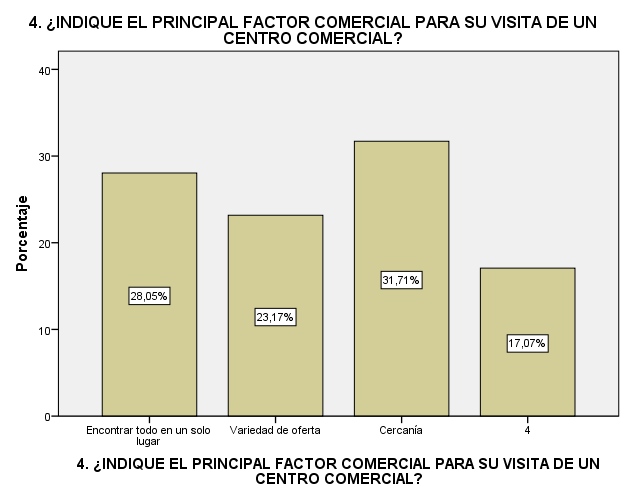 4. ¿INDIQUE EL PRINCIPAL FACTOR COMERCIAL PARA SU VISITA DE UN
CENTRO COMERCIAL?
40
30
20
10
0
Porcentaje
28,05%
23,17%
31,71%
17,07%
Encontrar todo en un solo
lugar
Variedad de oferta
Cercanía
4
4. ¿INDIQUE EL PRINCIPAL FACTOR COMERCIAL PARA SU VISITA DE UN
CENTRO COMERCIAL?